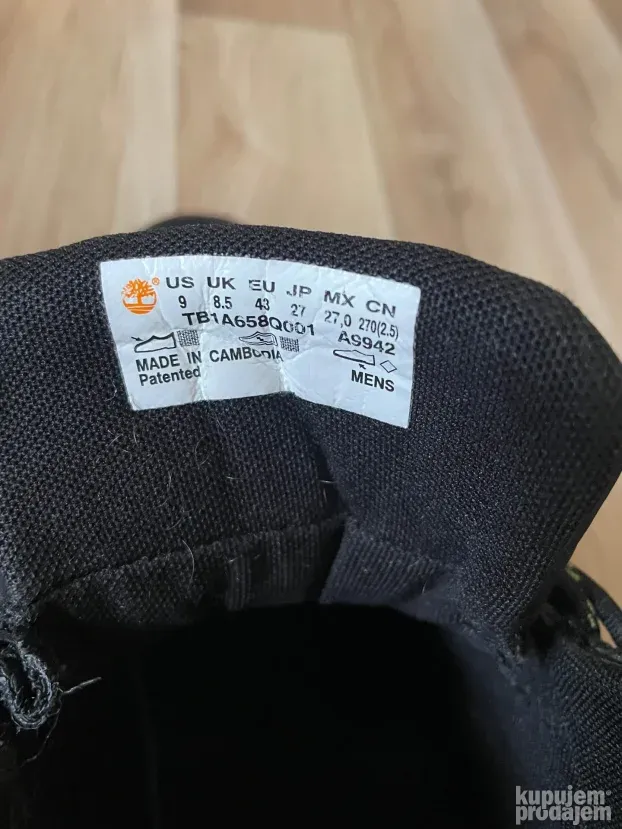 ® US UK EU JP MX CN
9 8.5 43 27 27,0 270(2.5)
TB1A658Q001 A9942
MADE IN CAMBODIA
Patented MENS
kupujem
prodajem